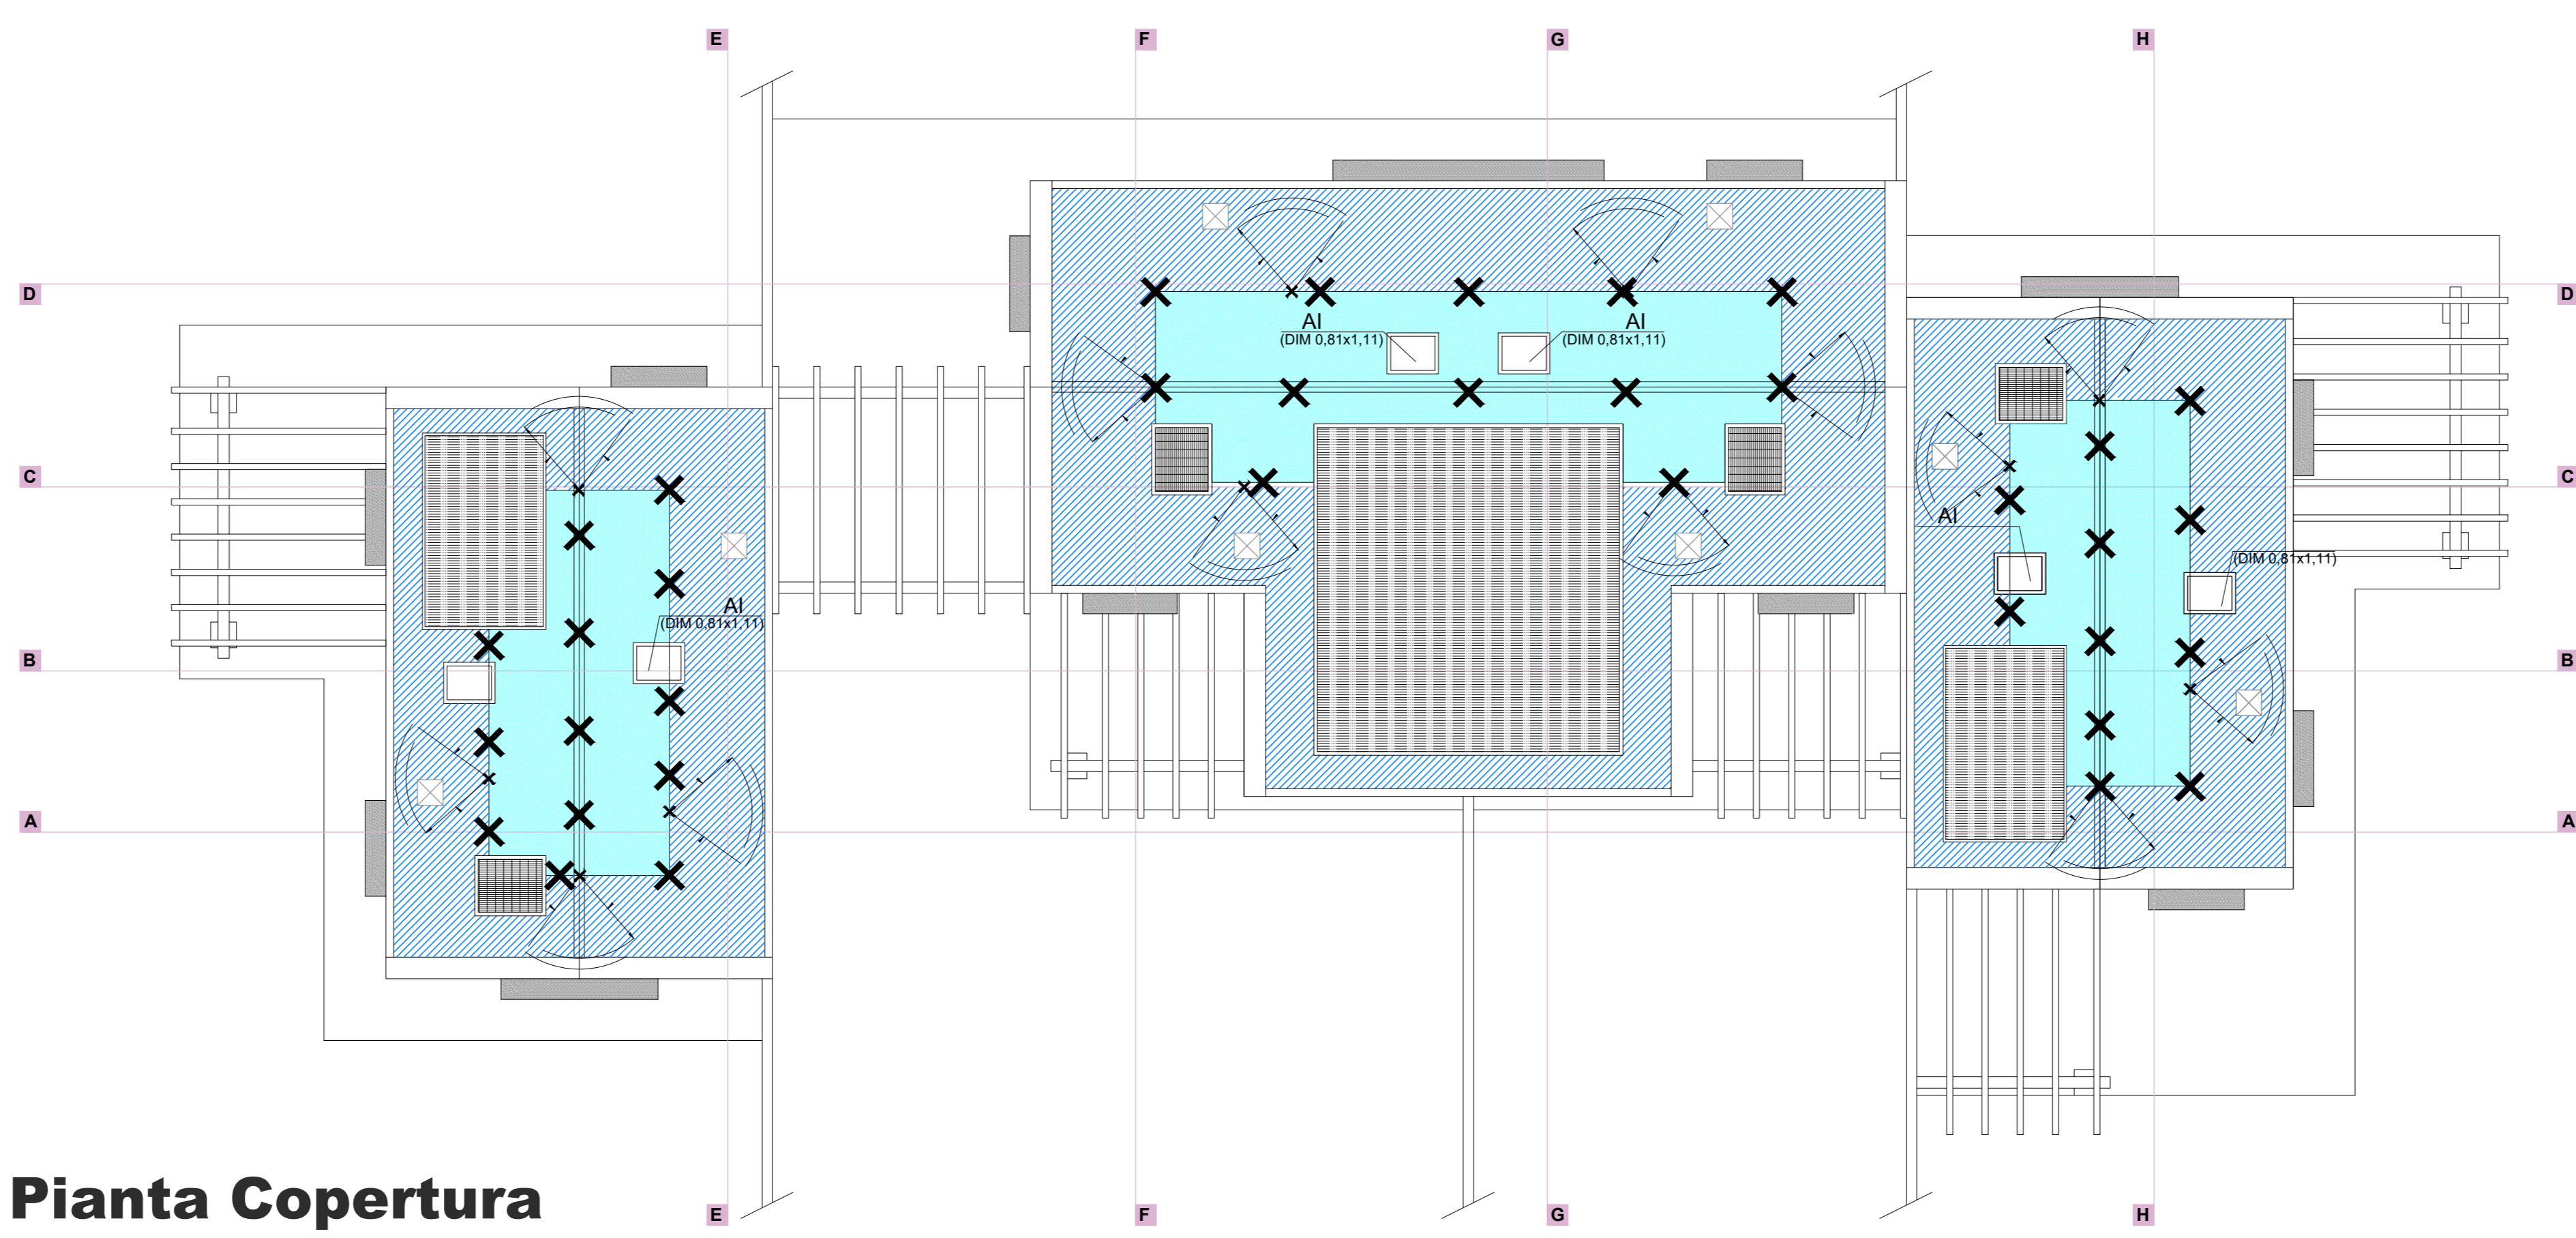 E F G H
D D
AI AI
(DIM 0,81x1,11) (DIM 0,81x1,11)
C C
AI
(DIM 0,81x1,11)
AI
(DIM 0,81x1,11)
B B
A A
Pianta Copertura
E F G H